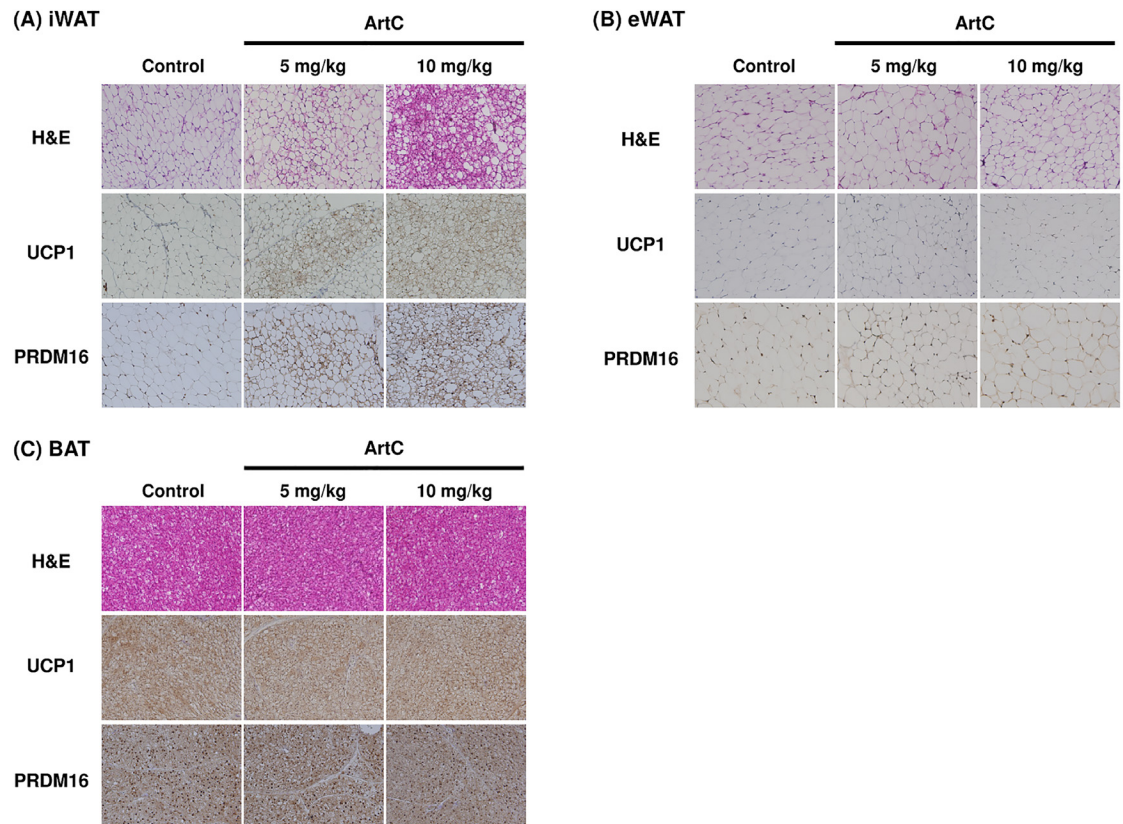 (A) iWAT
ArtC
Control 5 mg/kg 10 mg/kg
H&E
UCP1
PRDM16
(B) eWAT
ArtC
Control 5 mg/kg 10 mg/kg
H&E
UCP1
PRDM16
(C) BAT
ArtC
Control 5 mg/kg 10 mg/kg
H&E
UCP1
PRDM16